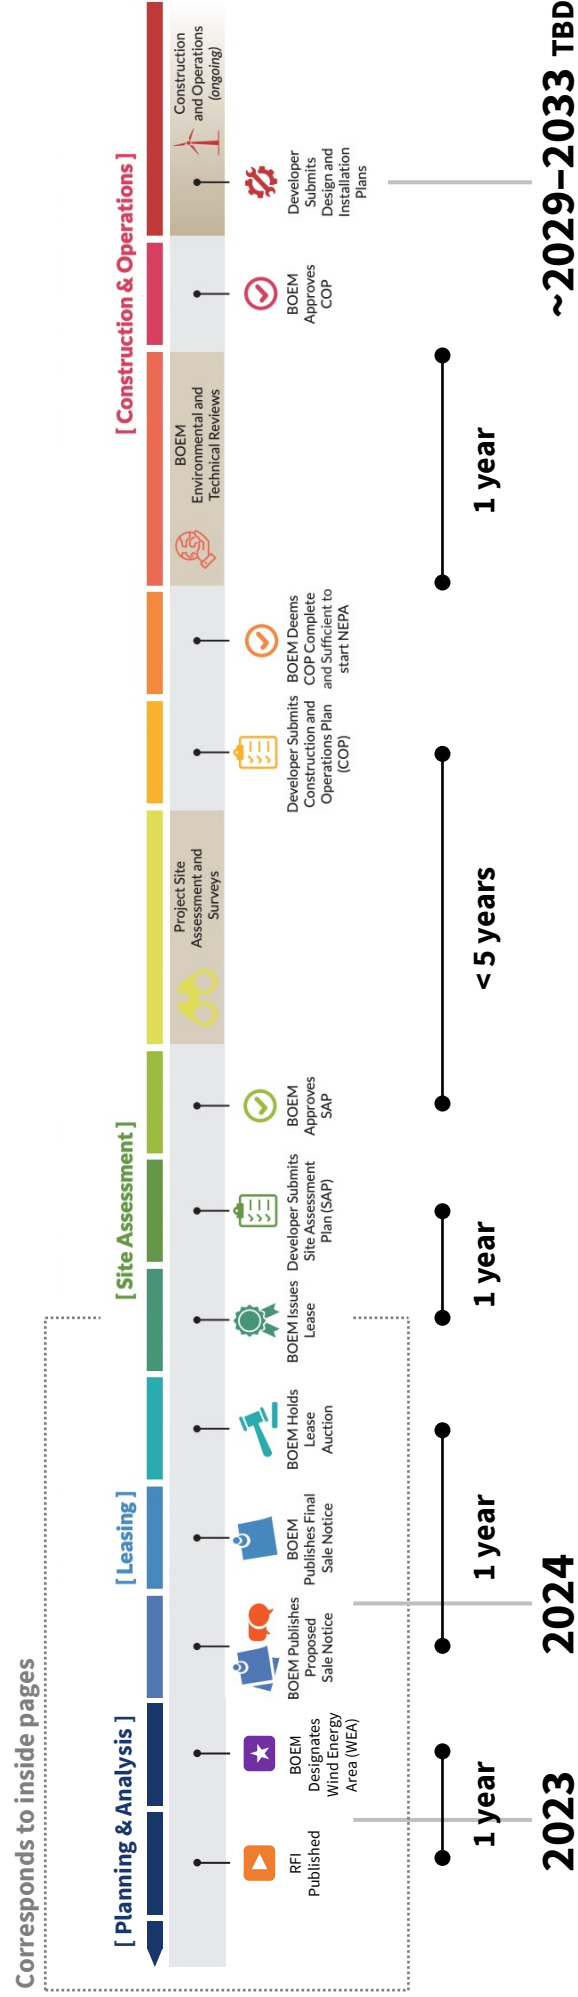 Corresponds to inside pages
[ Planning & Analysis ]
[ Leasing ]
[ Site Assessment ]
[ Construction & Operations ]
RFI
Published
BOEM
Designates
Wind Energy
Area (WEA)
BOEM Publishes
Proposed
Sale Notice
BOEM
Publishes Final
Sale Notice
BOEM Holds
Lease
Auction
BOEM Issues
Lease
Developer Submits
Site Assessment
Plan (SAP)
BOEM
Approves
SAP
Project Site
Assessment and
Surveys
Developer Submits
Construction and
Operations Plan
(COP)
BOEM Deems
COP Complete
and Sufficient to
start NEPA
BOEM
Environmental and
Technical Reviews
BOEM
Approves
COP
Developer
Submits
Design and
Installation
Plans
Construction
and Operations
(ongoing)
1 year
1 year
1 year
< 5 years
1 year
2023
2024
~2029–2033 TBD